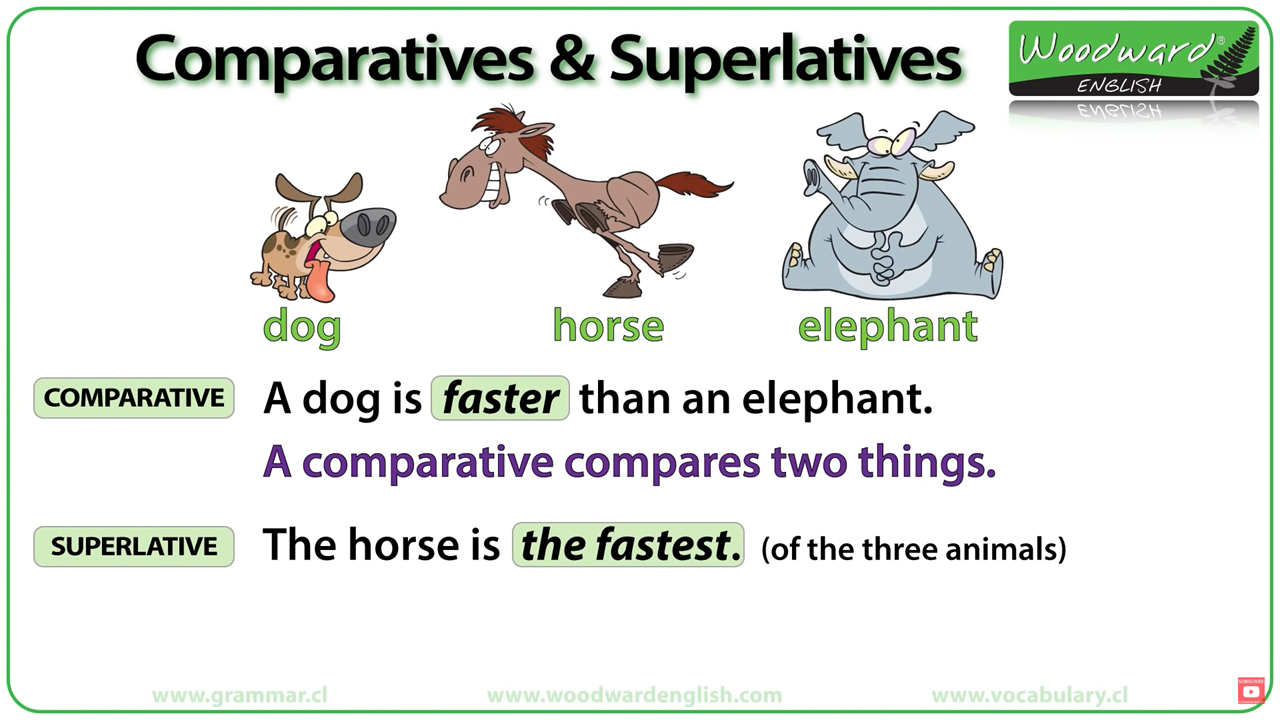 Comparatives & Superlatives
Woodward®
ENGLISH
dog
horse
elephant
COMPARATIVE A dog is faster than an elephant.
A comparative compares two things.
SUPERLATIVE The horse is the fastest. (of the three animals)
www.grammar.cl www.woodwardenglish.com www.vocabulary.cl
SUBSCRIBE